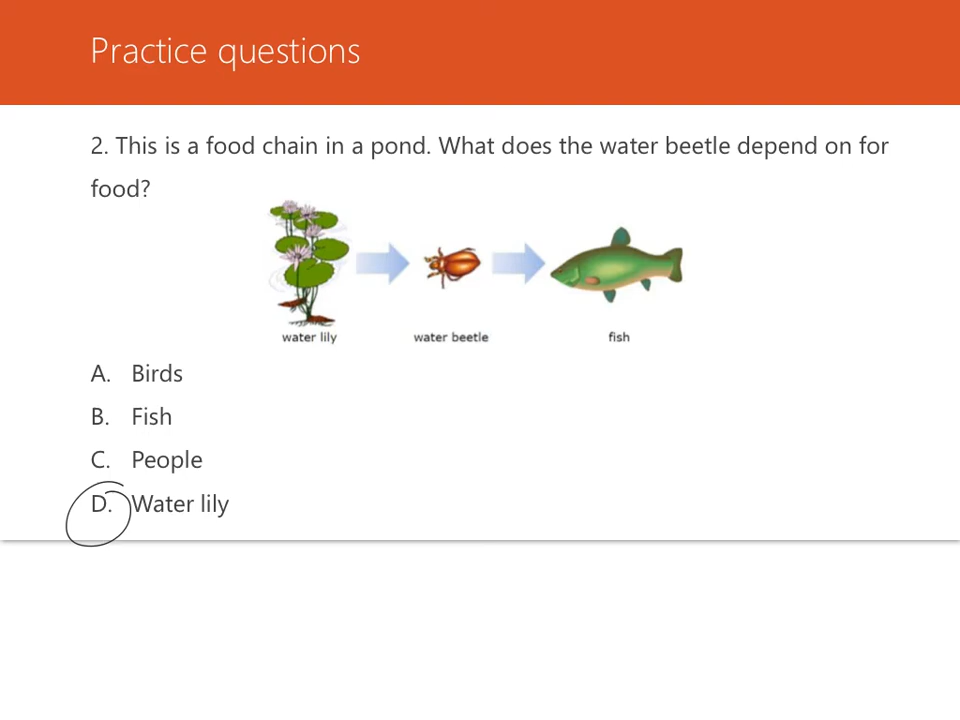 Practice questions
2. This is a food chain in a pond. What does the water beetle depend on for
food?
water lily water beetle fish
A. Birds
B. Fish
C. People
D. Water lily